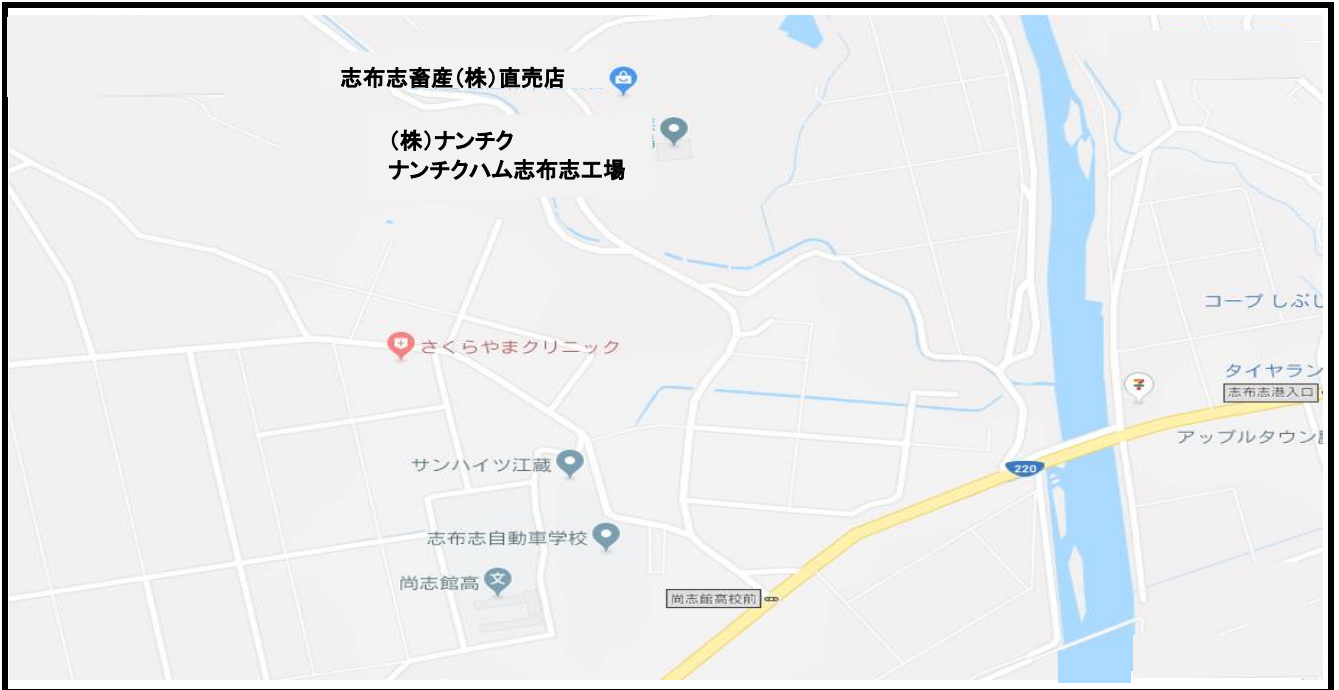 志布志畜産(株)直売店
(株)ナンチク
ナンチクハム志布志工場
コープ しぶし
さくらやまクリニック
タイヤラン
志布志港入口
アップルタウン
サンハイツ江蔵
220
志布志自動車学校
尚志館高
尚志館高校前